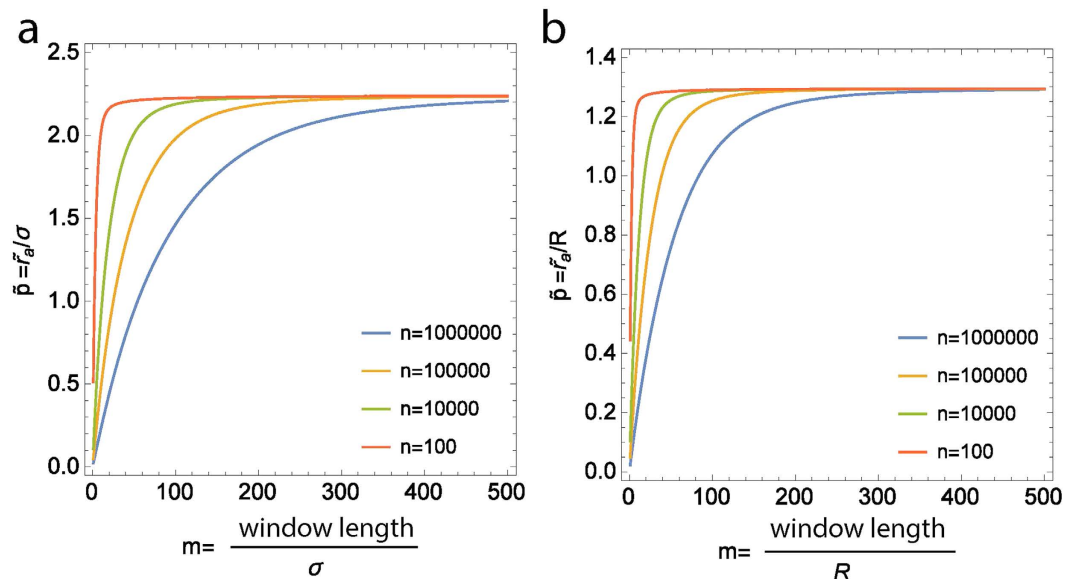 a
2.5
2.0
1.5
1.0
0.5
0.0
p̃ =r̃ₐ/σ
n=1000000
n=100000
n=10000
n=100
0 100 200 300 400 500
m= window length
σ
b
1.4
1.2
1.0
0.8
0.6
0.4
0.2
0.0
p̃ =r̃ₐ/R
n=1000000
n=100000
n=10000
n=100
0 100 200 300 400 500
m= window length
R